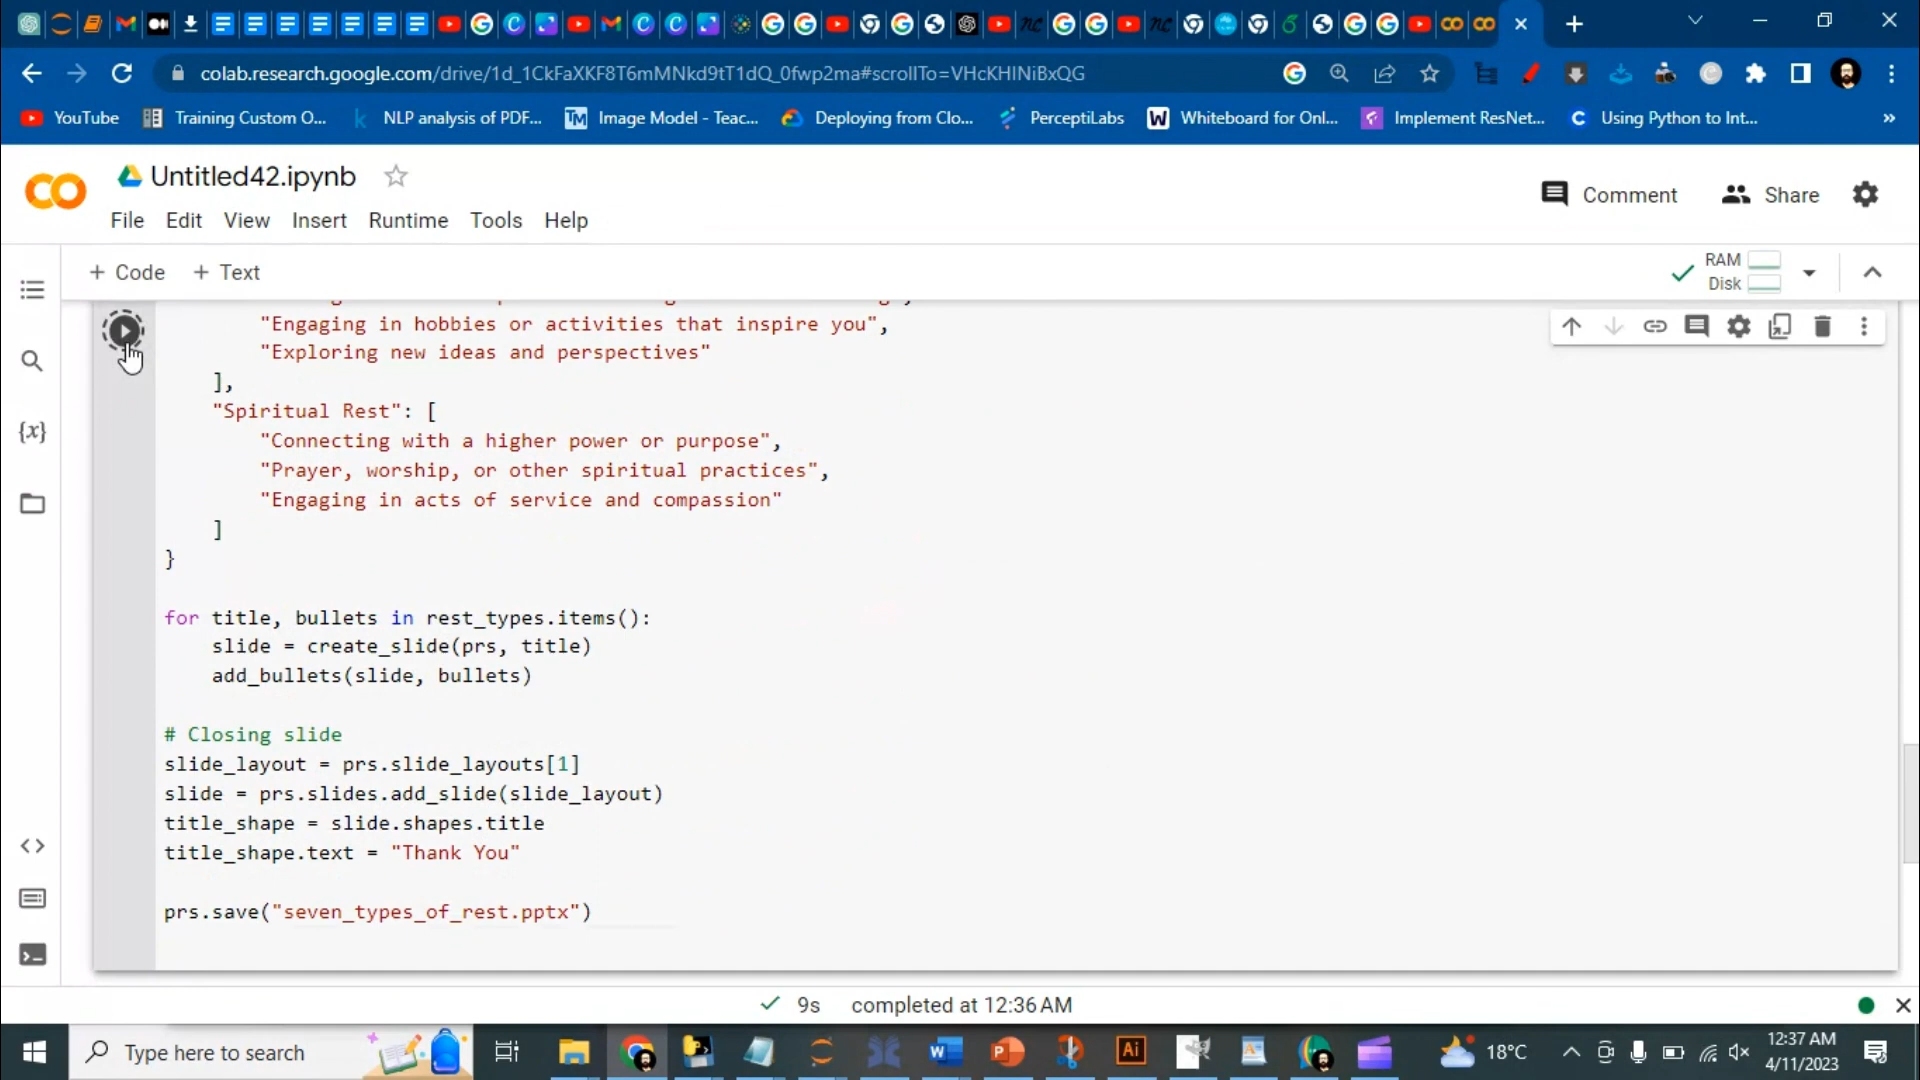 colab.research.google.com/drive/1d_1CkFaXKF8T6mMNkd9tT1dQ_0fwp2ma#scrollTo=VHcKHINiBxQG
YouTube
Training Custom O...
NLP analysis of PDF...
TM
Image Model - Teac...
Deploying from Clo...
PerceptiLabs
W
Whiteboard for Onl...
Implement ResNet...
C
Using Python to Int...
»
Untitled42.ipynb
Comment
Share
File Edit View Insert Runtime Tools Help
+ Code + Text
RAM
Disk
"Engaging in hobbies or activities that inspire you",
"Exploring new ideas and perspectives"
],
"Spiritual Rest": [
"Connecting with a higher power or purpose",
"Prayer, worship, or other spiritual practices",
"Engaging in acts of service and compassion"
]
}
for title, bullets in rest_types.items():
slide = create_slide(prs, title)
add_bullets(slide, bullets)
# Closing slide
slide_layout = prs.slide_layouts[1]
slide = prs.slides.add_slide(slide_layout)
title_shape = slide.shapes.title
title_shape.text = "Thank You"
prs.save("seven_types_of_rest.pptx")
{x}
9s completed at 12:36 AM
Type here to search
Ai
18°C
12:37 AM
4/11/2023